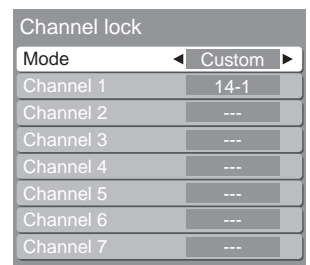 Channel lock
Mode ◄ Custom ►
Channel 1 14-1
Channel 2 ---
Channel 3 ---
Channel 4 ---
Channel 5 ---
Channel 6 ---
Channel 7 ---